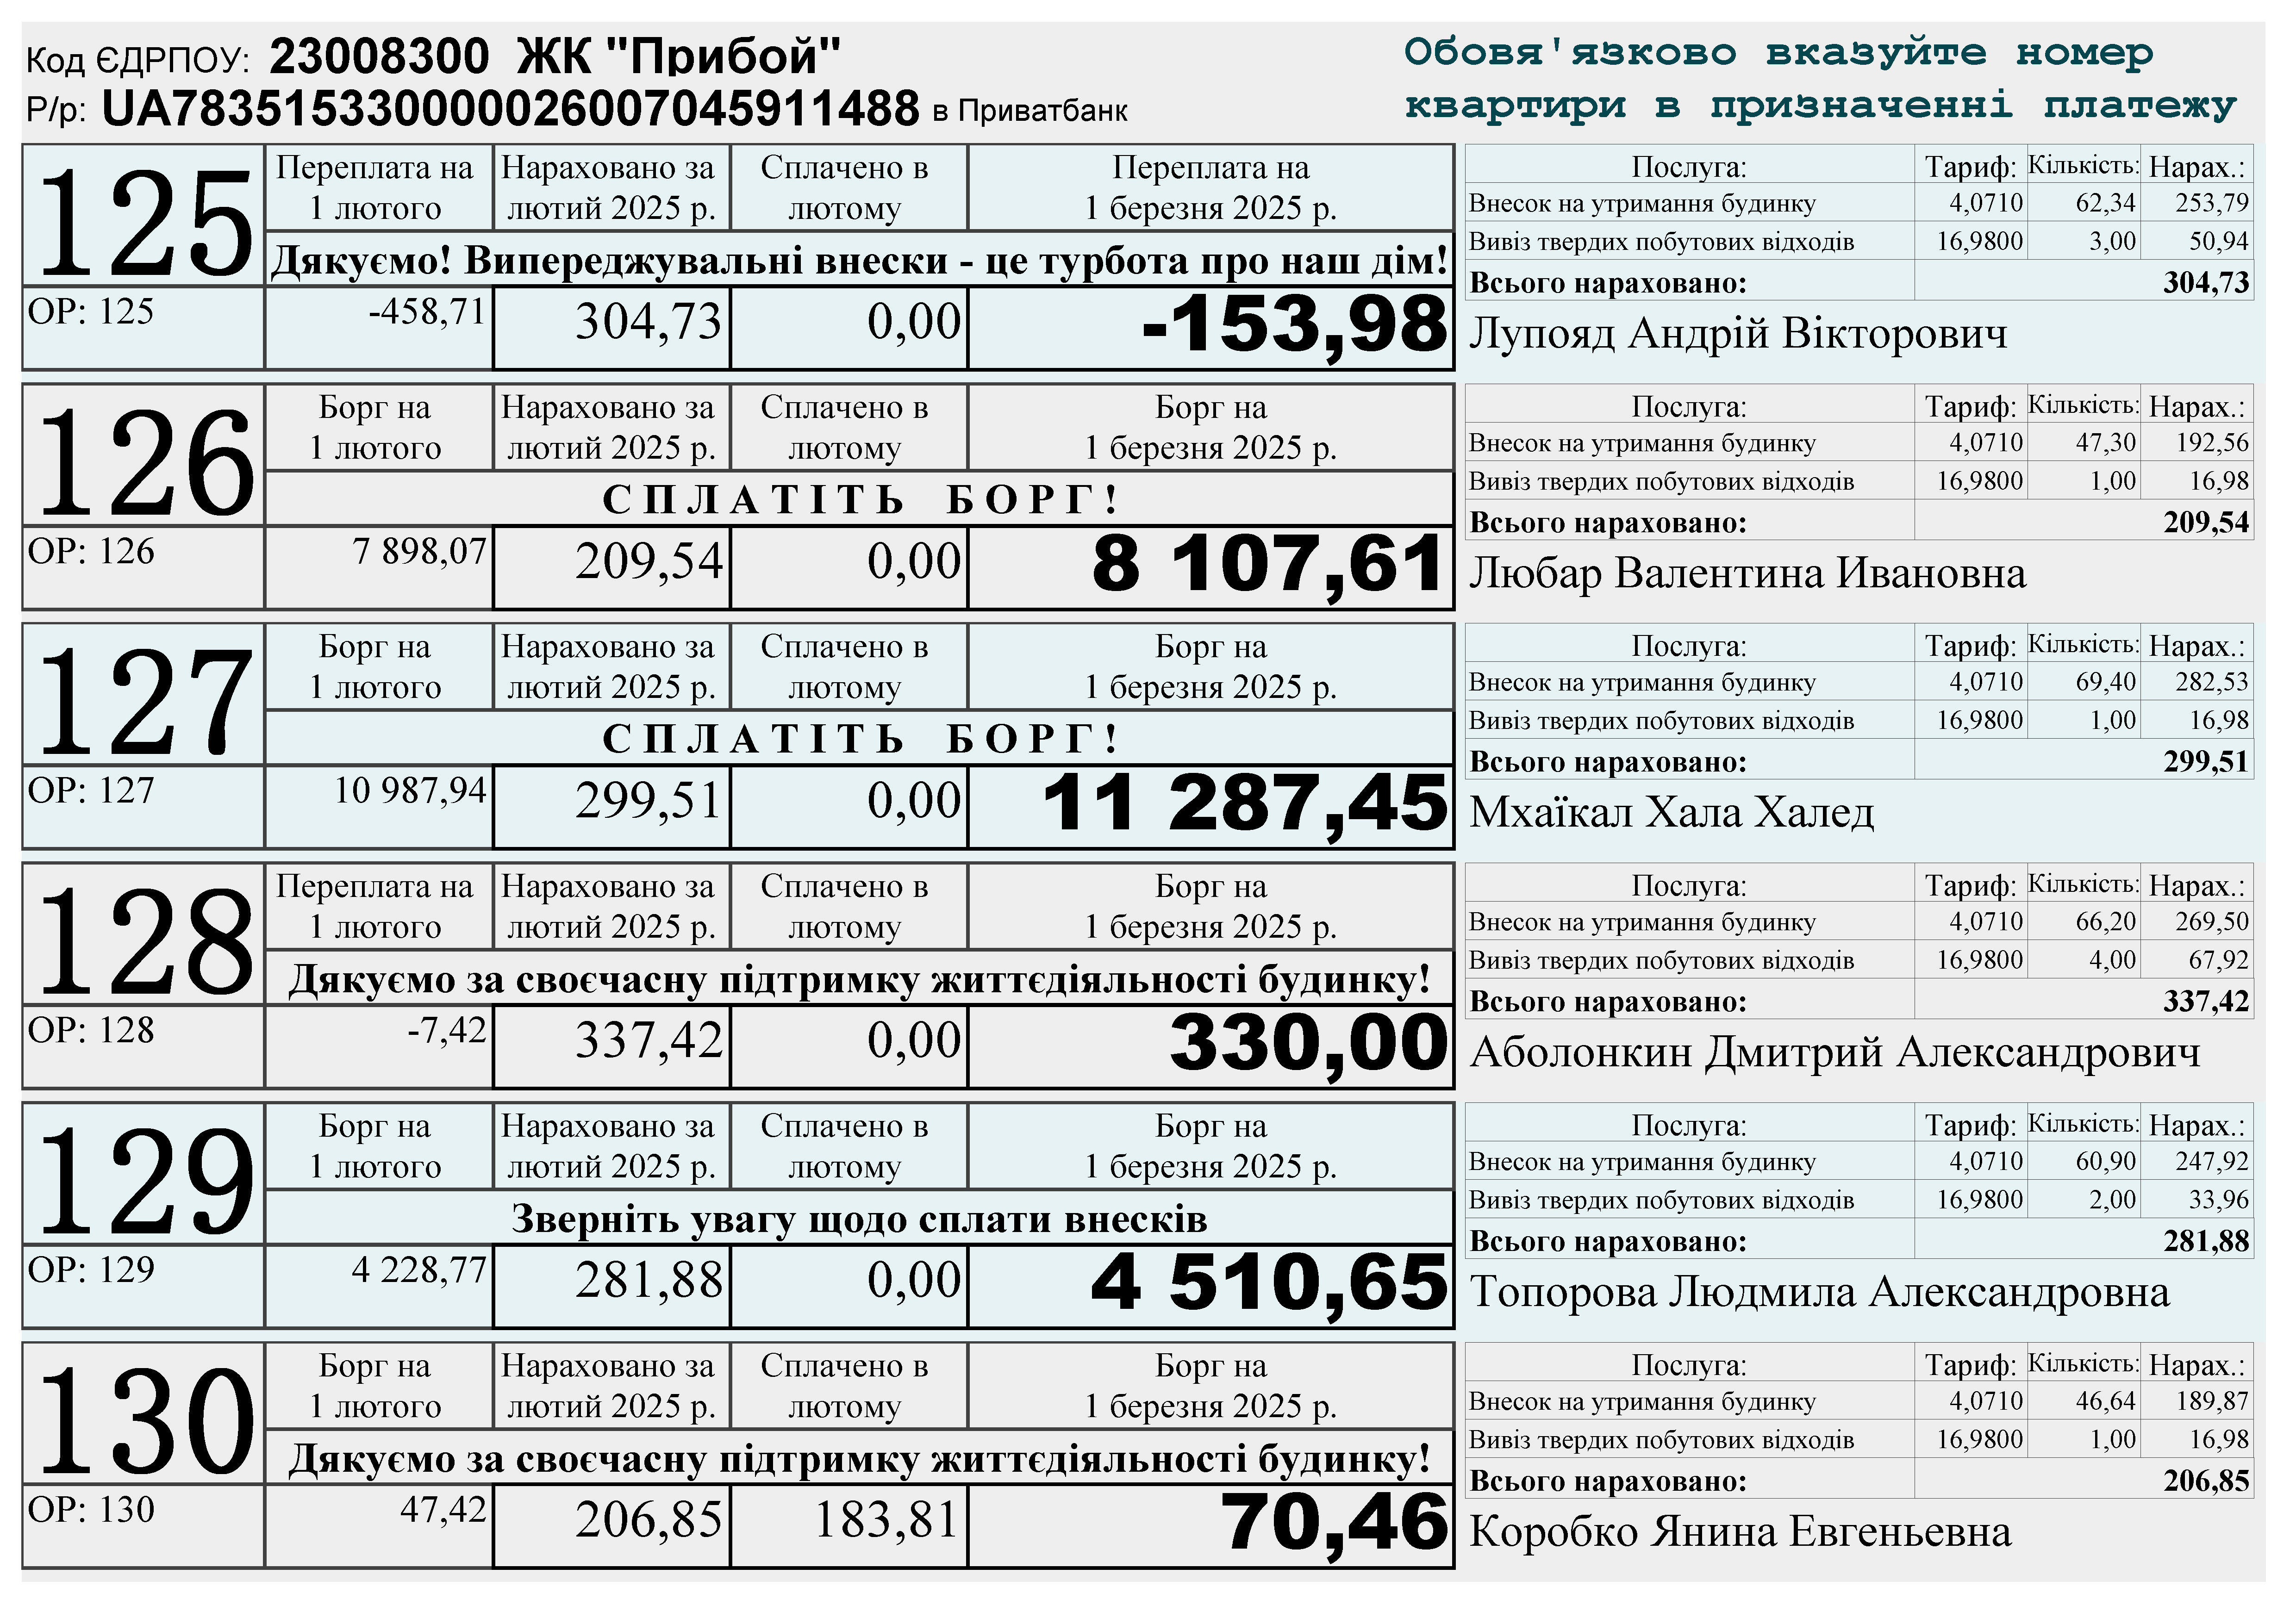 Код ЄДРПОУ: 23008300 ЖК "Прибой"
Р/р: UA783515330000026007045911488 в Приватбанк
Обовя'язково вказуйте номер
квартири в призначенні платежу
125
Переплата на 1 лютого
Нараховано за лютий 2025 р.
Сплачено в лютому
Переплата на 1 березня 2025 р.
Дякуємо! Випереджувальні внески - це турбота про наш дім!
ОР: 125 -458,71 304,73 0,00 -153,98
Послуга: Тариф: Кількість: Нарах.:
Внесок на утримання будинку 4,0710 62,34 253,79
Вивіз твердих побутових відходів 16,9800 3,00 50,94
Всього нараховано: 304,73
Лупояд Андрій Вікторович
126
Борг на 1 лютого
Нараховано за лютий 2025 р.
Сплачено в лютому
Борг на 1 березня 2025 р.
СПЛАТІТЬ БОРГ!
ОР: 126 7 898,07 209,54 0,00 8 107,61
Послуга: Тариф: Кількість: Нарах.:
Внесок на утримання будинку 4,0710 47,30 192,56
Вивіз твердих побутових відходів 16,9800 1,00 16,98
Всього нараховано: 209,54
Любар Валентина Ивановна
127
Борг на 1 лютого
Нараховано за лютий 2025 р.
Сплачено в лютому
Борг на 1 березня 2025 р.
СПЛАТІТЬ БОРГ!
ОР: 127 10 987,94 299,51 0,00 11 287,45
Послуга: Тариф: Кількість: Нарах.:
Внесок на утримання будинку 4,0710 69,40 282,53
Вивіз твердих побутових відходів 16,9800 1,00 16,98
Всього нараховано: 299,51
Мхаїкал Хала Халед
128
Переплата на 1 лютого
Нараховано за лютий 2025 р.
Сплачено в лютому
Борг на 1 березня 2025 р.
Дякуємо за своєчасну підтримку життєдіяльності будинку!
ОР: 128 -7,42 337,42 0,00 330,00
Послуга: Тариф: Кількість: Нарах.:
Внесок на утримання будинку 4,0710 66,20 269,50
Вивіз твердих побутових відходів 16,9800 4,00 67,92
Всього нараховано: 337,42
Аболонкин Дмитрий Александрович
129
Борг на 1 лютого
Нараховано за лютий 2025 р.
Сплачено в лютому
Борг на 1 березня 2025 р.
Зверніть увагу щодо сплати внесків
ОР: 129 4 228,77 281,88 0,00 4 510,65
Послуга: Тариф: Кількість: Нарах.:
Внесок на утримання будинку 4,0710 60,90 247,92
Вивіз твердих побутових відходів 16,9800 2,00 33,96
Всього нараховано: 281,88
Топорова Людмила Александровна
130
Борг на 1 лютого
Нараховано за лютий 2025 р.
Сплачено в лютому
Борг на 1 березня 2025 р.
Дякуємо за своєчасну підтримку життєдіяльності будинку!
ОР: 130 47,42 206,85 183,81 70,46
Послуга: Тариф: Кількість: Нарах.:
Внесок на утримання будинку 4,0710 46,64 189,87
Вивіз твердих побутових відходів 16,9800 1,00 16,98
Всього нараховано: 206,85
Коробко Янина Евгеньевна